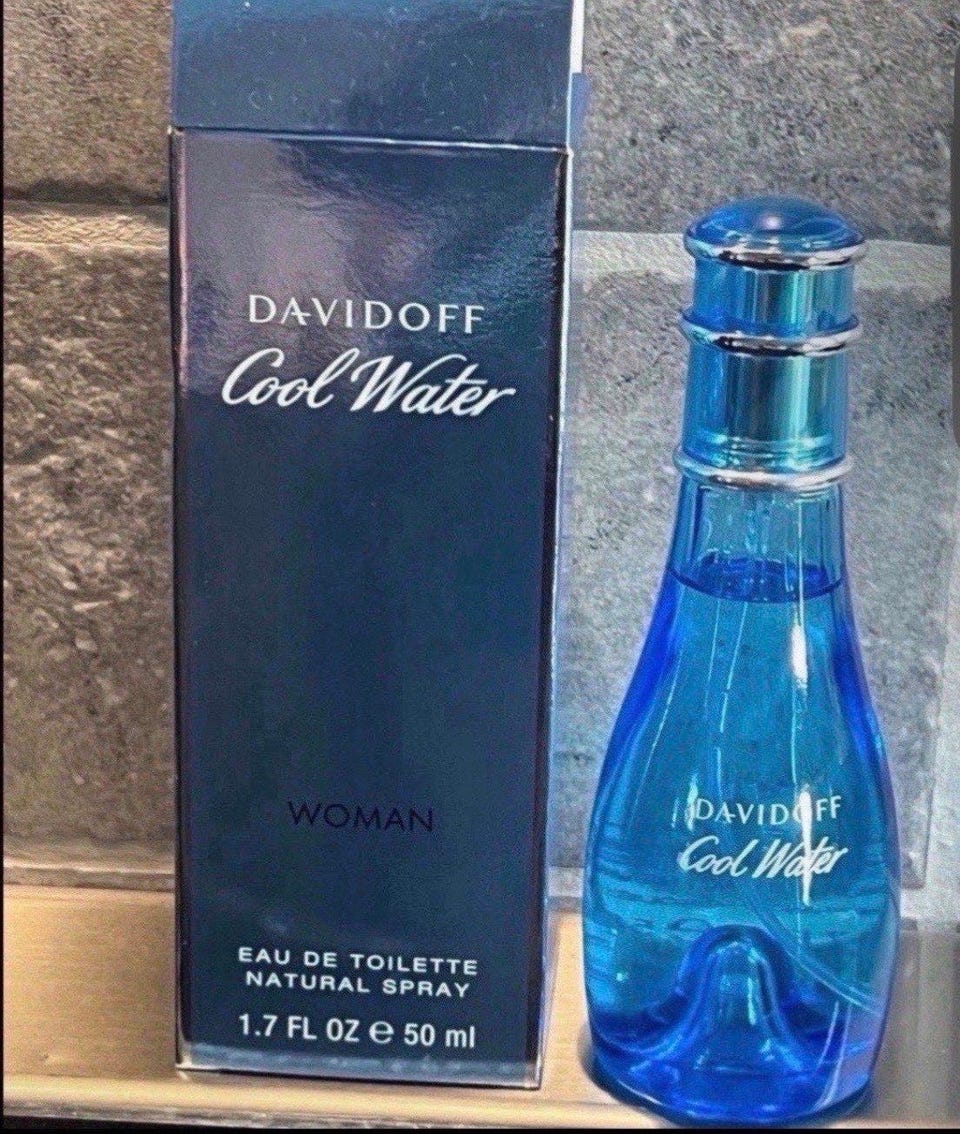 DAVIDOFF
Cool Water
WOMAN
EAU DE TOILETTE
NATURAL SPRAY
1.7 FL OZ e 50 ml
DAVIDOFF
Cool Water